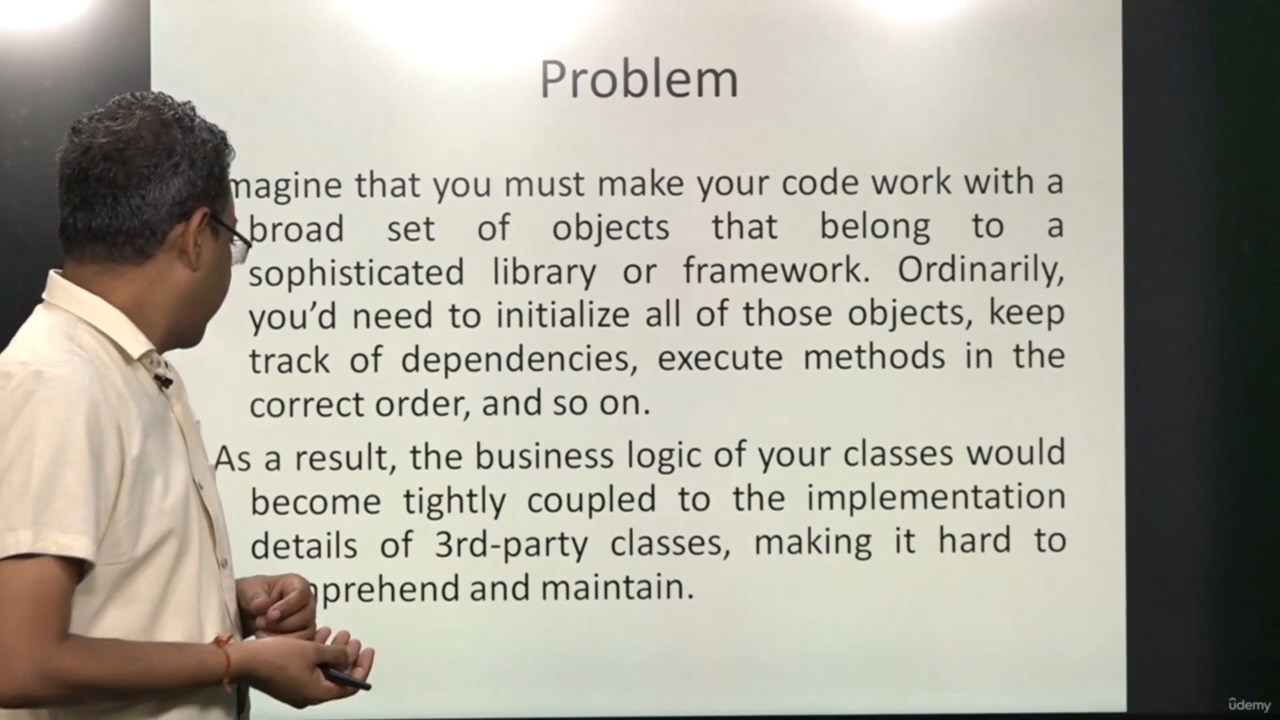 Problem
magine that you must make your code work with a
broad set of objects that belong to a
sophisticated library or framework. Ordinarily,
you'd need to initialize all of those objects, keep
track of dependencies, execute methods in the
correct order, and so on.
As a result, the business logic of your classes would
become tightly coupled to the implementation
details of 3rd-party classes, making it hard to
prehend and maintain.
ûdemy